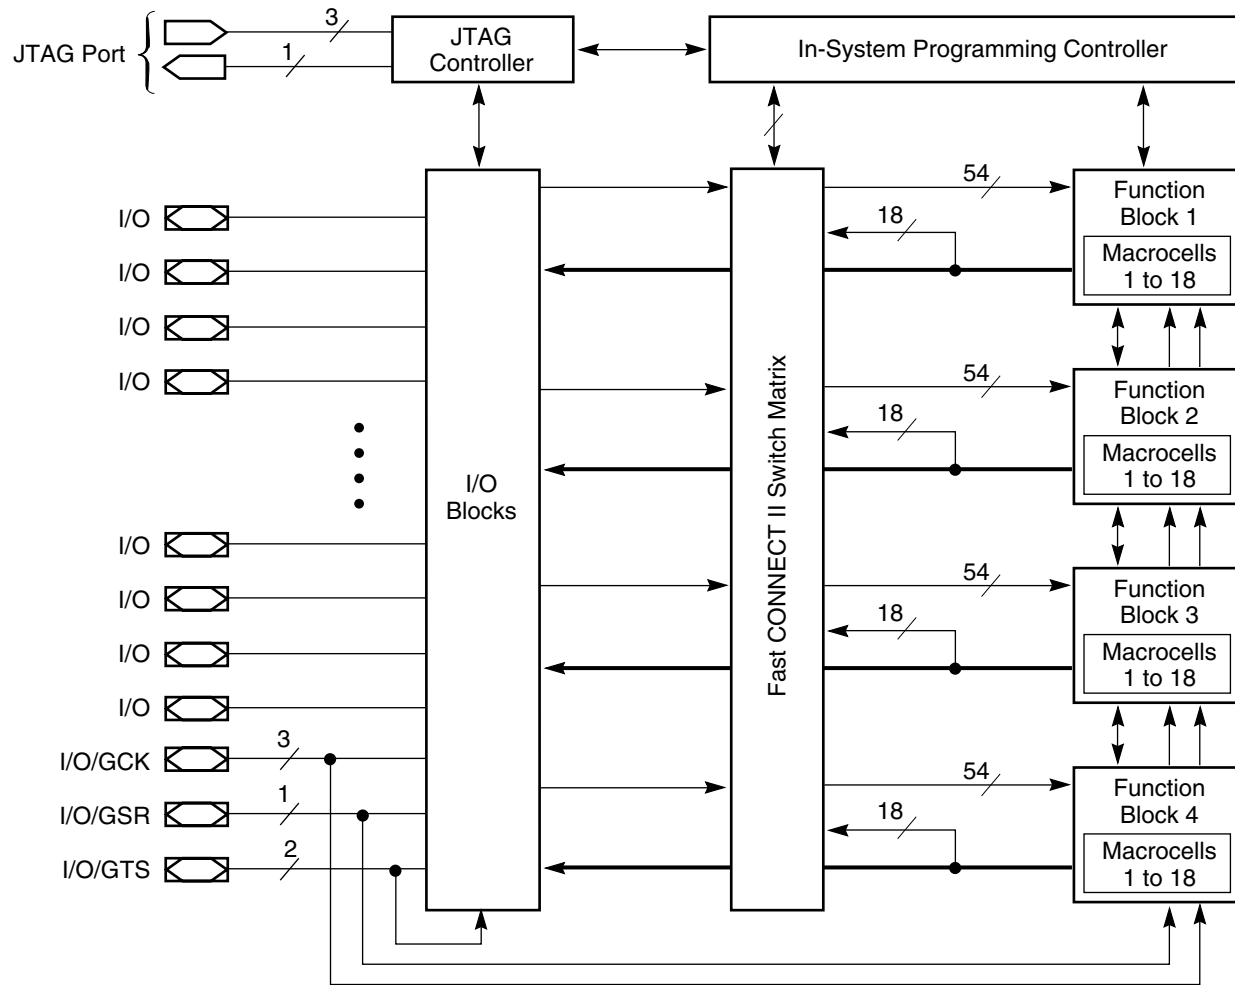 3
JTAG Port
1
JTAG
Controller
In-System Programming Controller
54
Function
Block 1
18
Macrocells
1 to 18
I/O
I/O
I/O
I/O
54
Function
Block 2
18
Macrocells
1 to 18
I/O
Blocks
Fast CONNECT II Switch Matrix
I/O
I/O
I/O
I/O
54
Function
Block 3
18
Macrocells
1 to 18
I/O/GCK
3
I/O/GSR
1
I/O/GTS
2
54
Function
Block 4
18
Macrocells
1 to 18